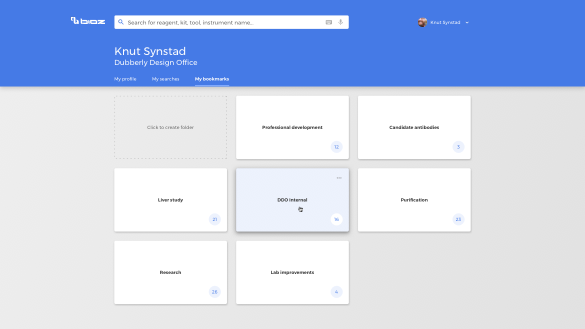 bioz
Search for reagent, kit, tool, instrument name...
Knut Synstad
Knut Synstad
Dubberly Design Office
My profile
My searches
My bookmarks
Click to create folder
Professional development
12
Candidate antibodies
3
Liver study
21
DDO internal
16
Purification
23
Research
26
Lab improvements
4